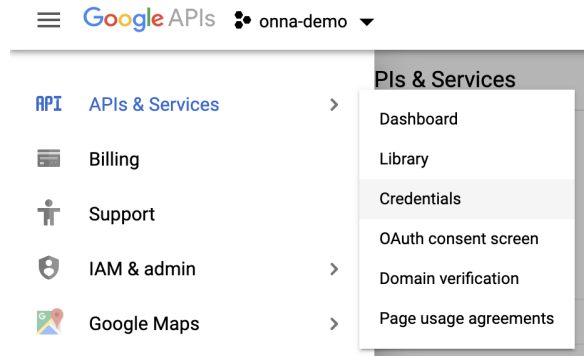 Google APIs onna-demo
PIs & Services
API APIs & Services
Billing
Support
IAM & admin
G Google Maps
Dashboard
Library
Credentials
OAuth consent screen
Domain verification
Page usage agreements